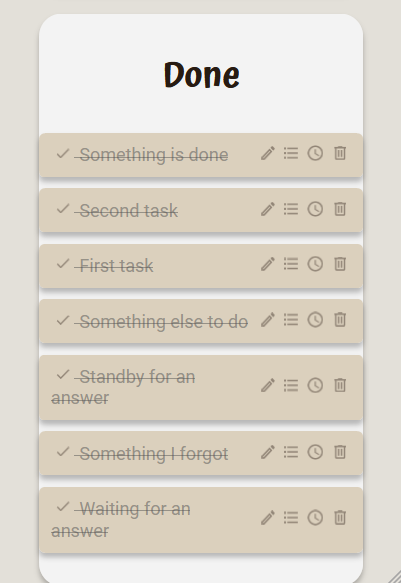 Done
Something is done
Second task
First task
Something else to do
Standby for an
answer
Something I forgot
Waiting for an
answer